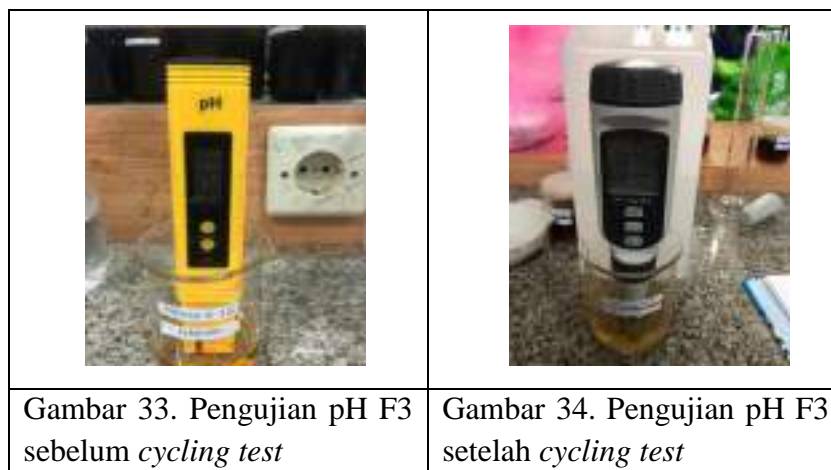 pH
Gambar 33. Pengujian pH F3
sebelum cycling test
Gambar 34. Pengujian pH F3
setelah cycling test